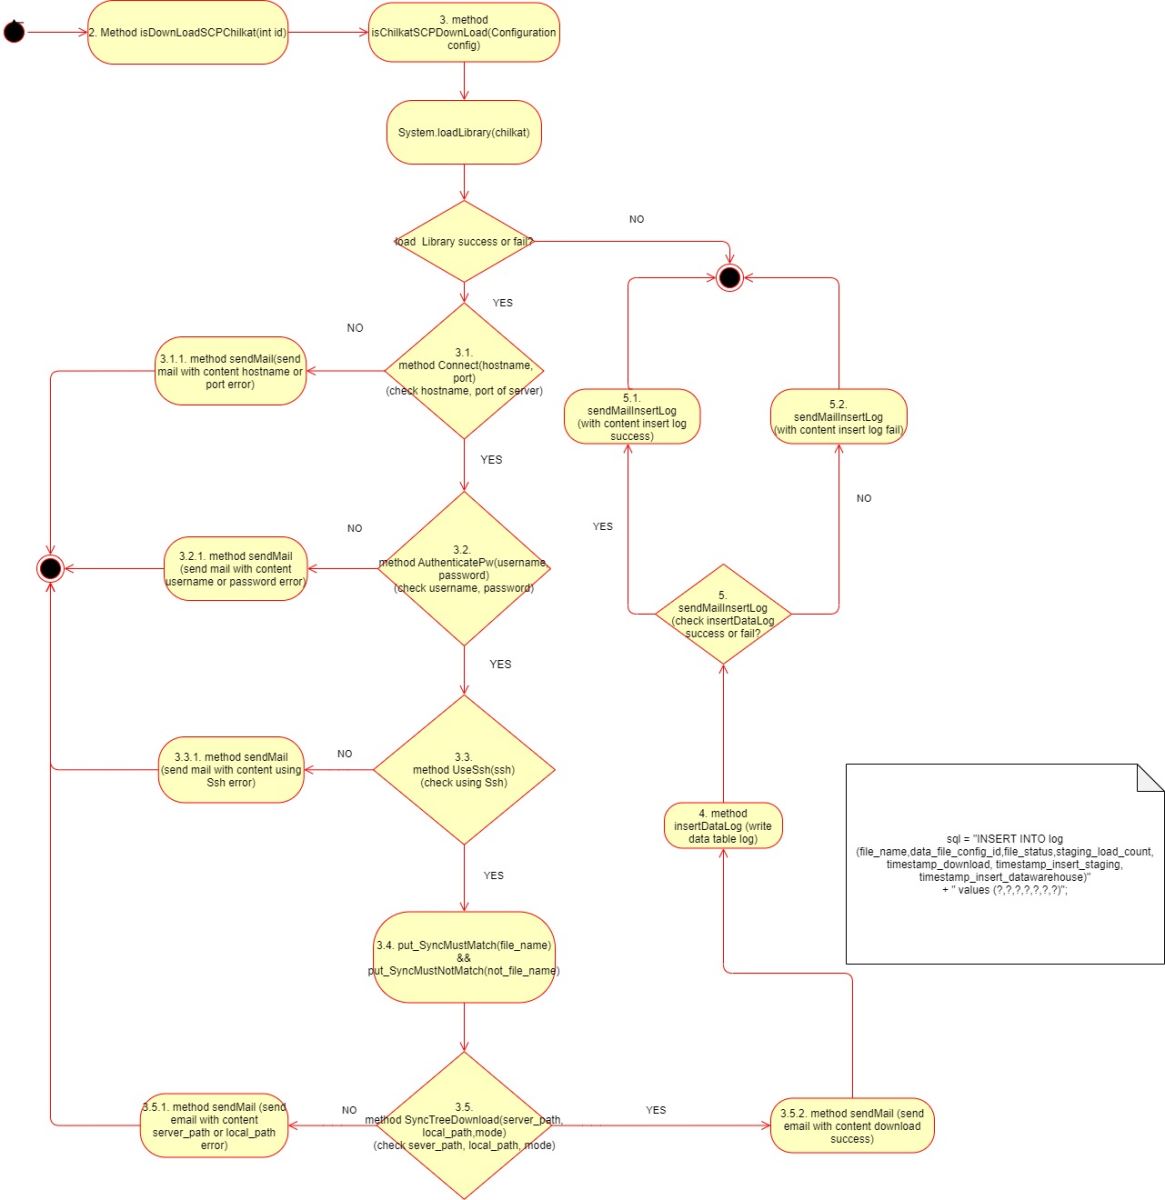 2. Method isDownLoadSCPChilkat(int id)
3. method
isChilkatSCPDownLoad(Configuration
config)
System.loadLibrary(chilkat)
load  Library success or fail?
NO
YES
3.1.
method Connect(hostname,
port)
(check hostname, port of server)
NO
3.1.1. method sendMail(send
mail with content hostname or
port error)
YES
3.2.
method AuthenticatePw(username,
password)
(check username, password)
NO
3.2.1. method sendMail
(send mail with content
username or password error)
YES
3.3.
method UseSsh(ssh)
(check using Ssh)
NO
3.3.1. method sendMail
(send mail with content using
Ssh error)
YES
3.4. put_SyncMustMatch(file_name)
&&
put_SyncMustNotMatch(not_file_name)
3.5.
method SyncTreeDownload(server_path,
local_path,mode)
(check sever_path, local_path, mode)
NO
3.5.1. method sendMail (send
email with content
server_path or local_path
error)
YES
3.5.2. method sendMail (send
email with content download
success)
4. method
insertDataLog (write
data table log)
5.
sendMailInsertLog
(check insertDataLog
success or fail?
YES
5.1.
sendMailInsertLog
(with content insert log
success)
NO
5.2.
sendMailInsertLog
(with content insert log fail)
sql = "INSERT INTO log
(file_name,data_file_config_id,file_status,staging_load_count,
timestamp_download, timestamp_insert_staging,
timestamp_insert_datawarehouse)"
+ " values (?,?,?,?,?,?,?)";